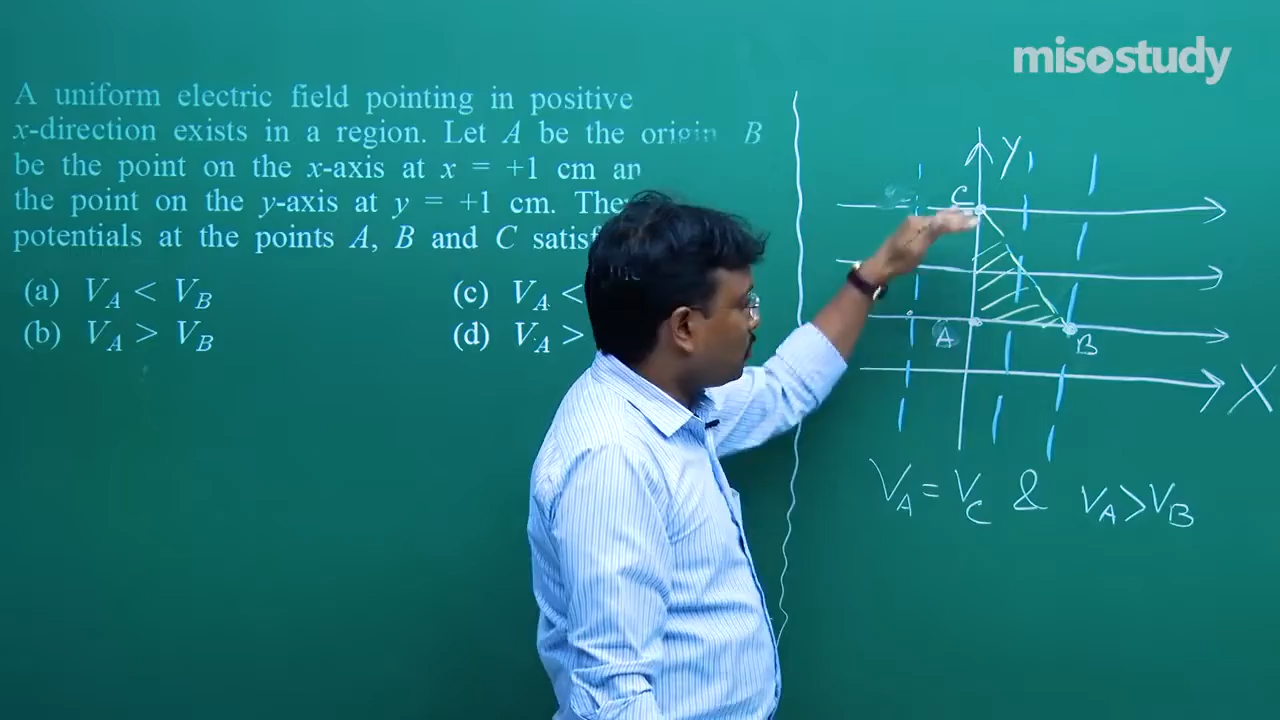 misostudy
A uniform electric field pointing in positive
x-direction exists in a region. Let A be the origin B
be the point on the x-axis at x = +1 cm an
the point on the y-axis at y = +1 cm. The
potentials at the points A, B and C satisf
(a) V_A < V_B
(c) V_A <
(b) V_A > V_B
(d) V_A >
Y
C
A
B
X
V_A = V_C & V_A > V_B